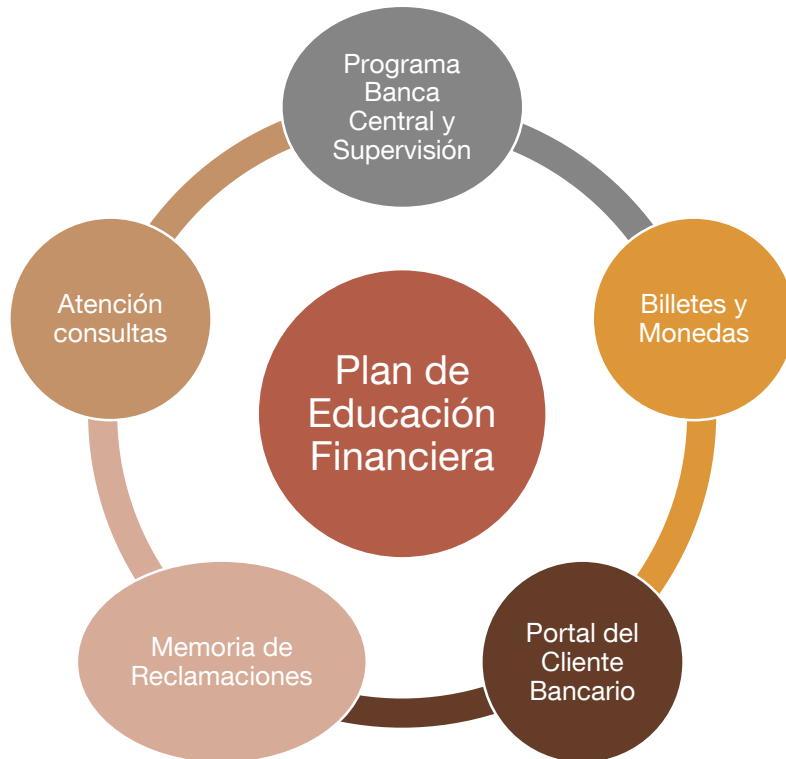 Programa
Banca
Central y
Supervisión
Atención
consultas
Billetes y
Monedas
Plan de
Educación
Financiera
Memoria de
Reclamaciones
Portal del
Cliente
Bancario